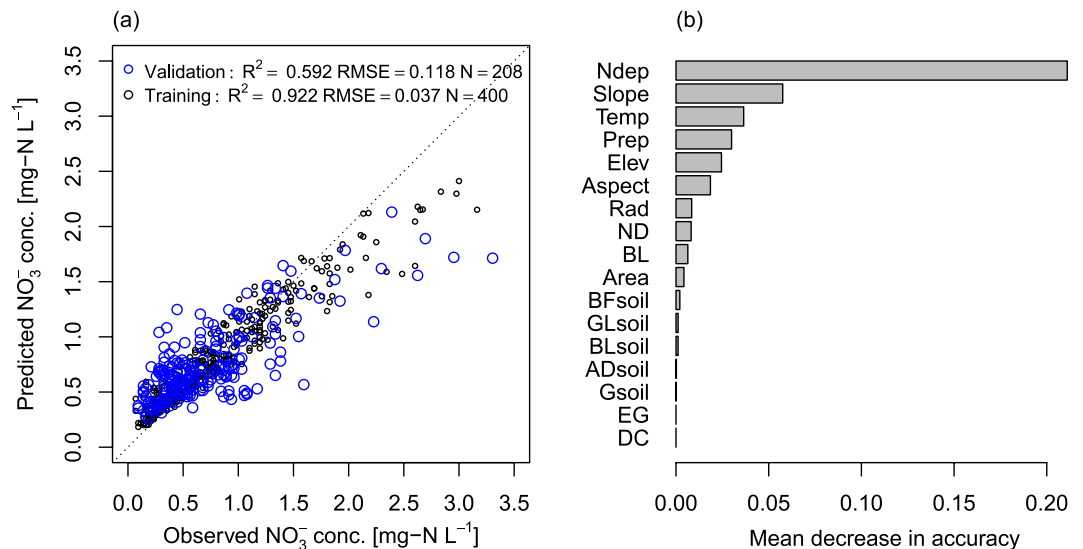 (a)
Validation : R² = 0.592 RMSE = 0.118 N = 208
Training : R² = 0.922 RMSE = 0.037 N = 400
Predicted NO₃⁻ conc. [mg−N L⁻¹]
3.5
3.0
2.5
2.0
1.5
1.0
0.5
0.0
0.0 0.5 1.0 1.5 2.0 2.5 3.0 3.5
Observed NO₃⁻ conc. [mg−N L⁻¹]
(b)
Ndep
Slope
Temp
Prep
Elev
Aspect
Rad
ND
BL
Area
BFsoil
GLsoil
BLsoil
ADsoil
Gsoil
EG
DC
0.00 0.05 0.10 0.15 0.20
Mean decrease in accuracy